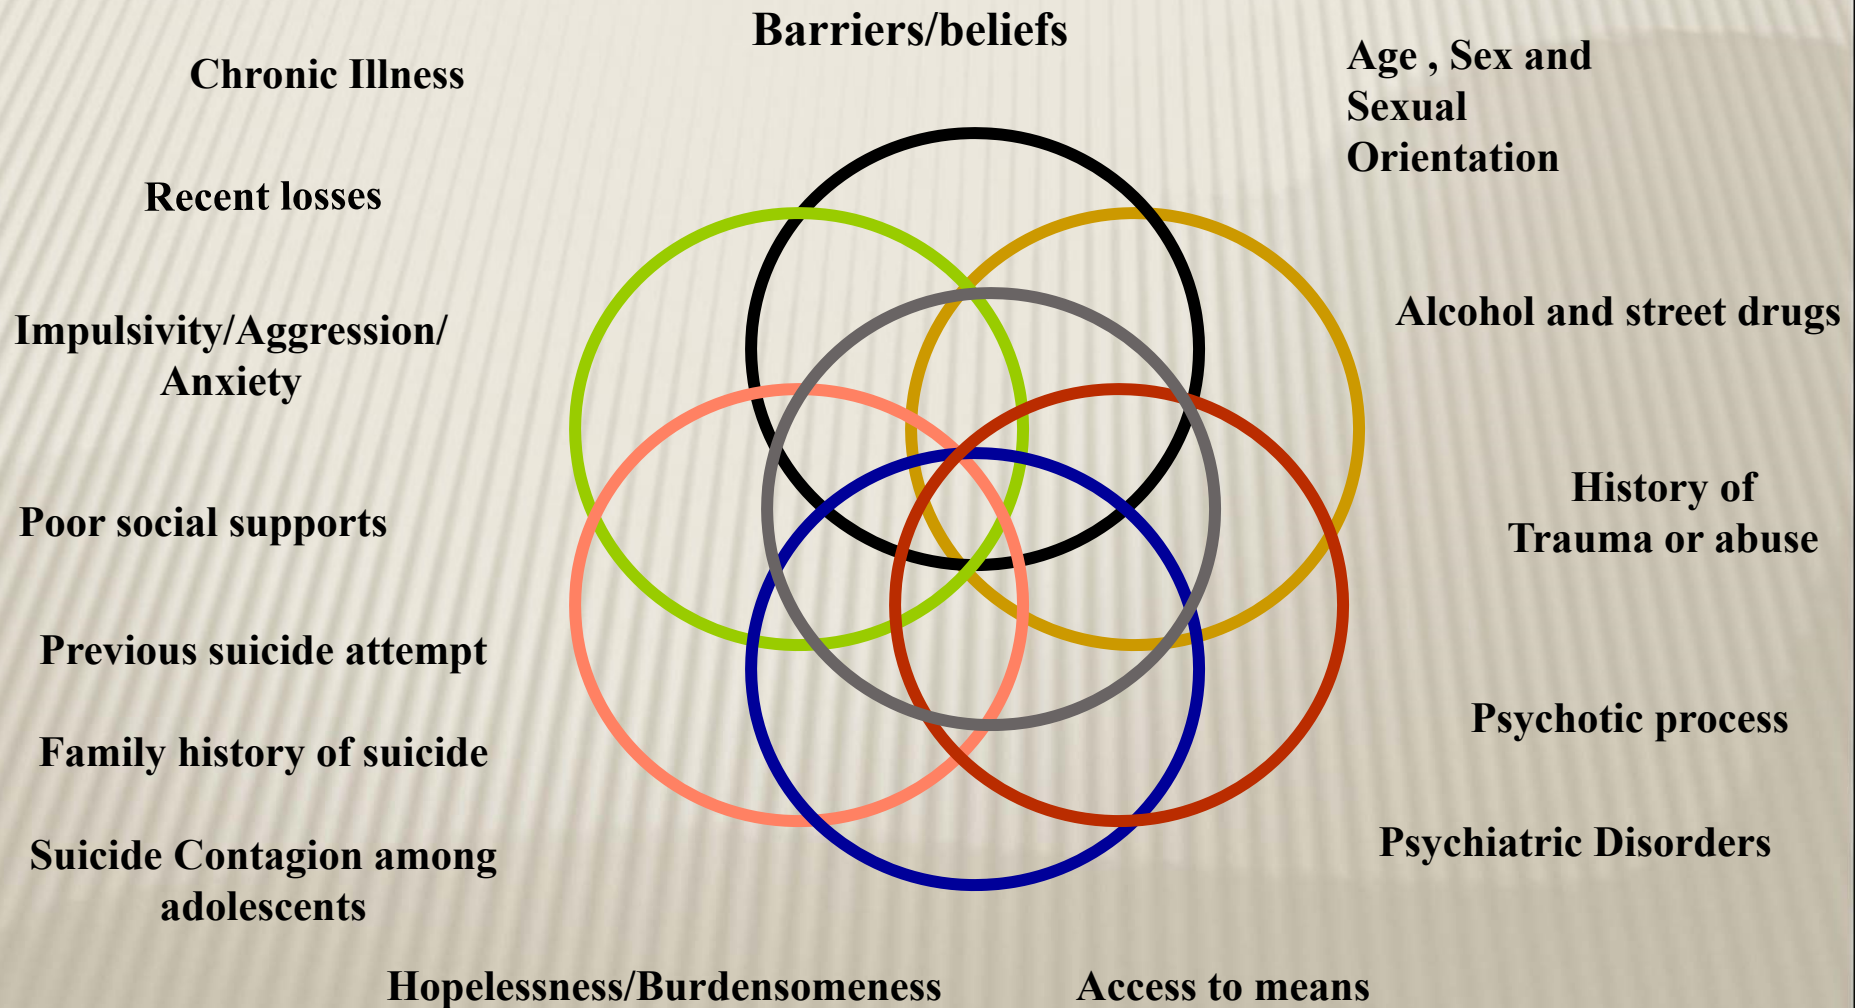 Barriers/beliefs
Chronic Illness
Age , Sex and
Sexual
Orientation
Recent losses
Alcohol and street drugs
Impulsivity/Aggression/
Anxiety
History of
Trauma or abuse
Poor social supports
Previous suicide attempt
Psychotic process
Family history of suicide
Psychiatric Disorders
Suicide Contagion among
adolescents
Hopelessness/Burdensomeness
Access to means